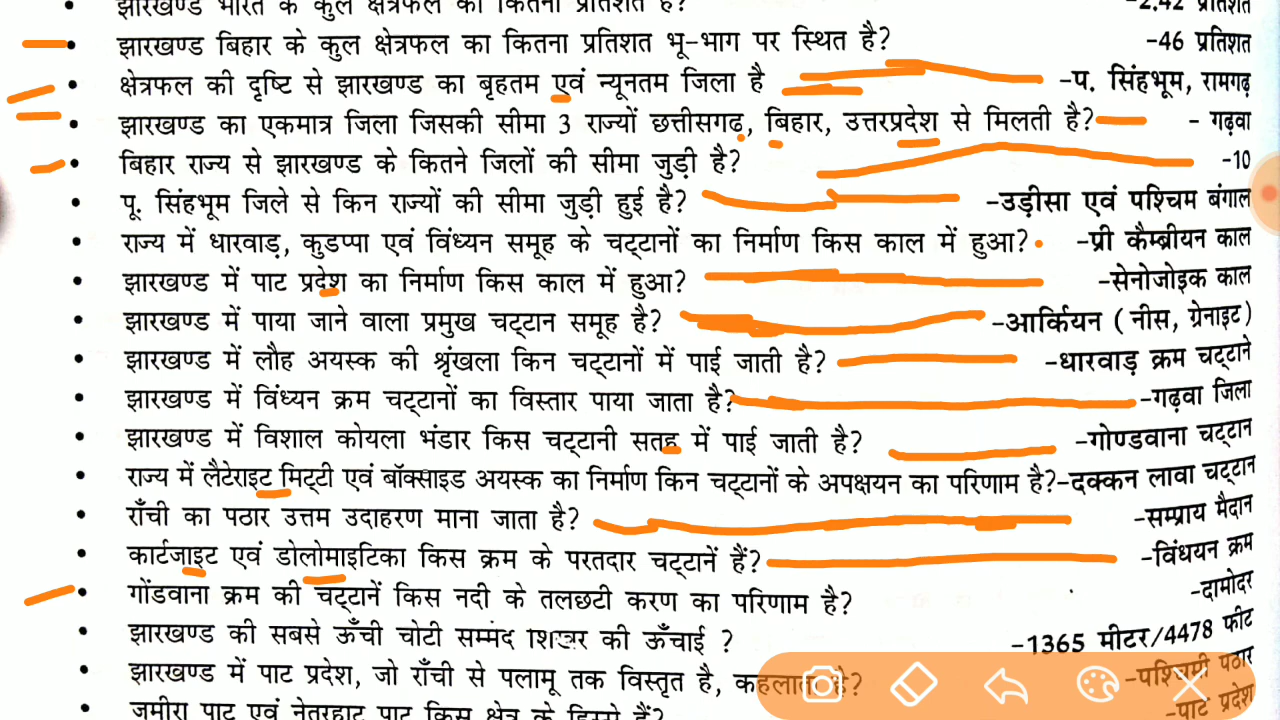 झारखण्ड भारत के कुल क्षेत्रफल का कितना प्रतिशत है? -2.42 प्रतिशत
• झारखण्ड बिहार के कुल क्षेत्रफल का कितना प्रतिशत भू-भाग पर स्थित है? -46 प्रतिशत
• क्षेत्रफल की दृष्टि से झारखण्ड का बृहतम एवं न्यूनतम जिला है -प. सिंहभूम, रामगढ़
• झारखण्ड का एकमात्र जिला जिसकी सीमा 3 राज्यों छत्तीसगढ़, बिहार, उत्तरप्रदेश से मिलती है? - गढ़वा
• बिहार राज्य से झारखण्ड के कितने जिलों की सीमा जुड़ी है? -10
• पू. सिंहभूम जिले से किन राज्यों की सीमा जुड़ी हुई है? -उड़ीसा एवं पश्चिम बंगाल
• राज्य में धारवाड़, कुडप्पा एवं विंध्यन समूह के चट्टानों का निर्माण किस काल में हुआ? -प्री कैम्ब्रीयन काल
• झारखण्ड में पाट प्रदेश का निर्माण किस काल में हुआ? -सेनोजोइक काल
• झारखण्ड में पाया जाने वाला प्रमुख चट्टान समूह है? -आर्कियन ( नीस, ग्रेनाइट)
• झारखण्ड में लौह अयस्क की श्रृंखला किन चट्टानों में पाई जाती है? -धारवाड़ क्रम चट्टाने
• झारखण्ड में विंध्यन क्रम चट्टानों का विस्तार पाया जाता है? -गढ़वा जिला
• झारखण्ड में विशाल कोयला भंडार किस चट्टानी सतह में पाई जाती है? -गोण्डवाना चट्टान
• राज्य में लैटेराइट मिट्टी एवं बॉक्साइड अयस्क का निर्माण किन चट्टानों के अपक्षयन का परिणाम है?-दक्कन लावा चट्टान
• राँची का पठार उत्तम उदाहरण माना जाता है? -सम्प्राय मैदान
• कार्टजाइट एवं डोलोमाइटिका किस क्रम के परतदार चट्टानें हैं? -विंधयन क्रम
• गोंडवाना क्रम की चट्टानें किस नदी के तलछटी करण का परिणाम है? -दामोदर
• झारखण्ड की सबसे ऊँची चोटी सम्मंद शिखर की ऊँचाई ? -1365 मीटर/4478 फीट
• झारखण्ड में पाट प्रदेश, जो राँची से पलामू तक विस्तृत है, कहलाता है? -पश्चिमी पठार
जमीरा पाट एवं नेतरहाट पाट किस क्षेत्र के हिस्से हैं? -पाट प्रदेश